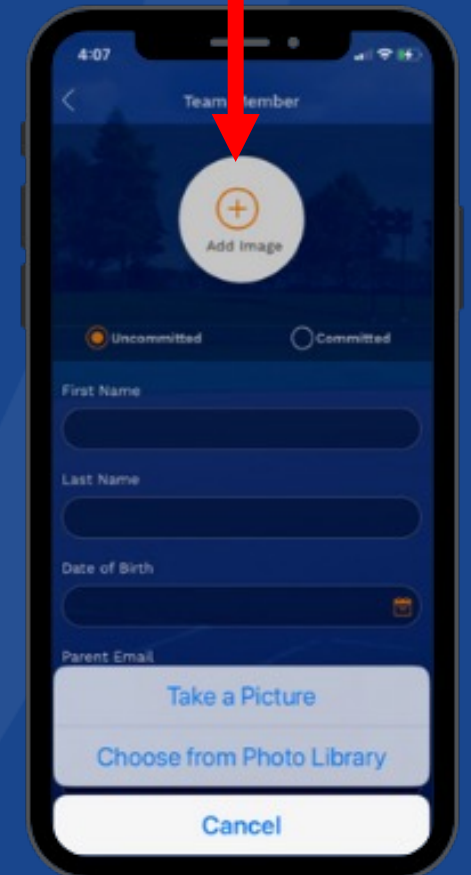 4:07
Team Member
Add Image
Uncommitted
Committed
First Name
Last Name
Date of Birth
Parent Email
Take a Picture
Choose from Photo Library
Cancel